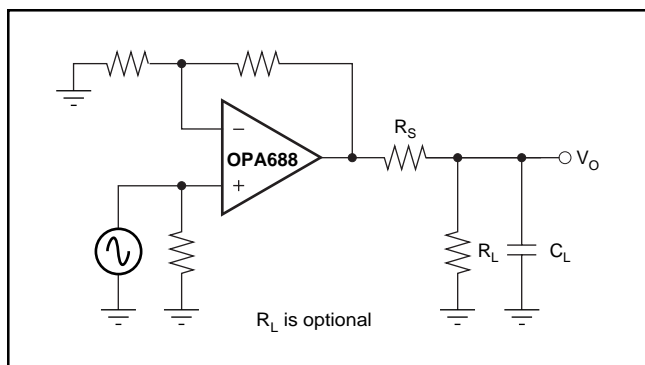 −
OPA688
+
R_S
V_O
R_L
C_L
R_L is optional